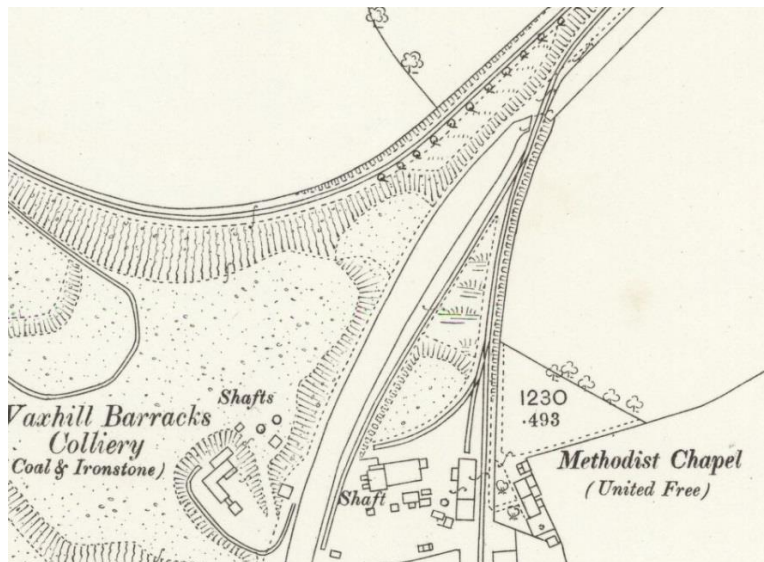 Shafts
Vaxhill Barracks
Colliery
Coal & Ironstone)
Shaft
1230
.493
Methodist Chapel
(United Free)